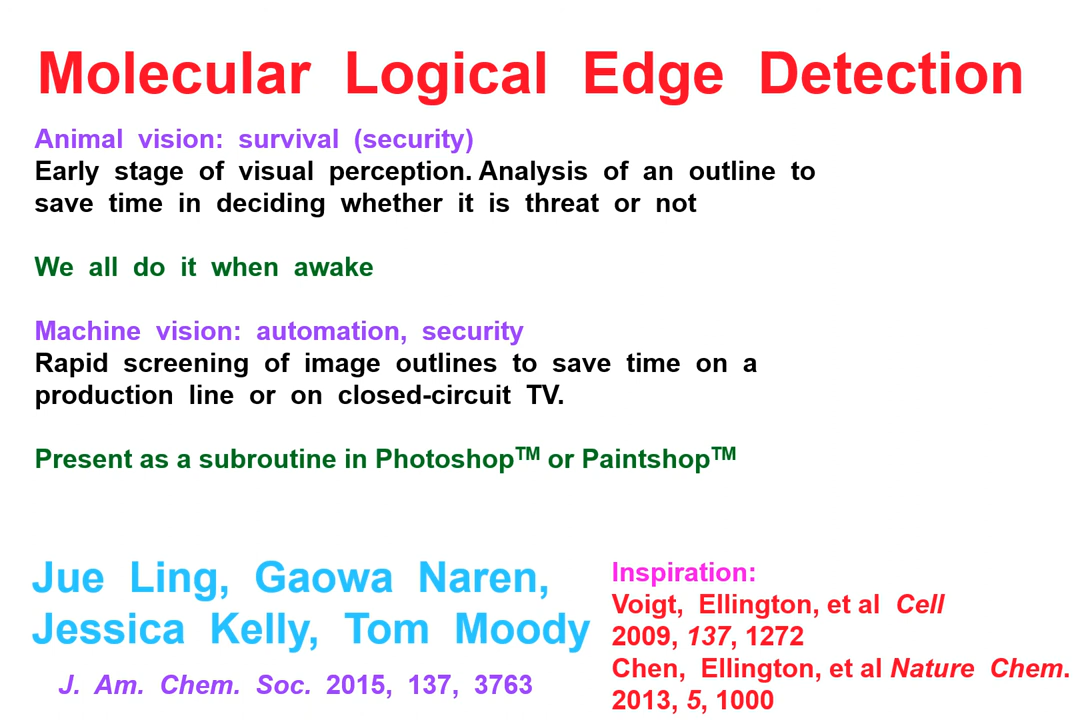 Molecular Logical Edge Detection
Animal vision: survival (security)
Early stage of visual perception. Analysis of an outline to
save time in deciding whether it is threat or not
We all do it when awake
Machine vision: automation, security
Rapid screening of image outlines to save time on a
production line or on closed-circuit TV.
Present as a subroutine in Photoshop™ or Paintshop™
Jue Ling, Gaowa Naren,
Jessica Kelly, Tom Moody
J. Am. Chem. Soc. 2015, 137, 3763
Inspiration:
Voigt, Ellington, et al Cell
2009, 137, 1272
Chen, Ellington, et al Nature Chem.
2013, 5, 1000